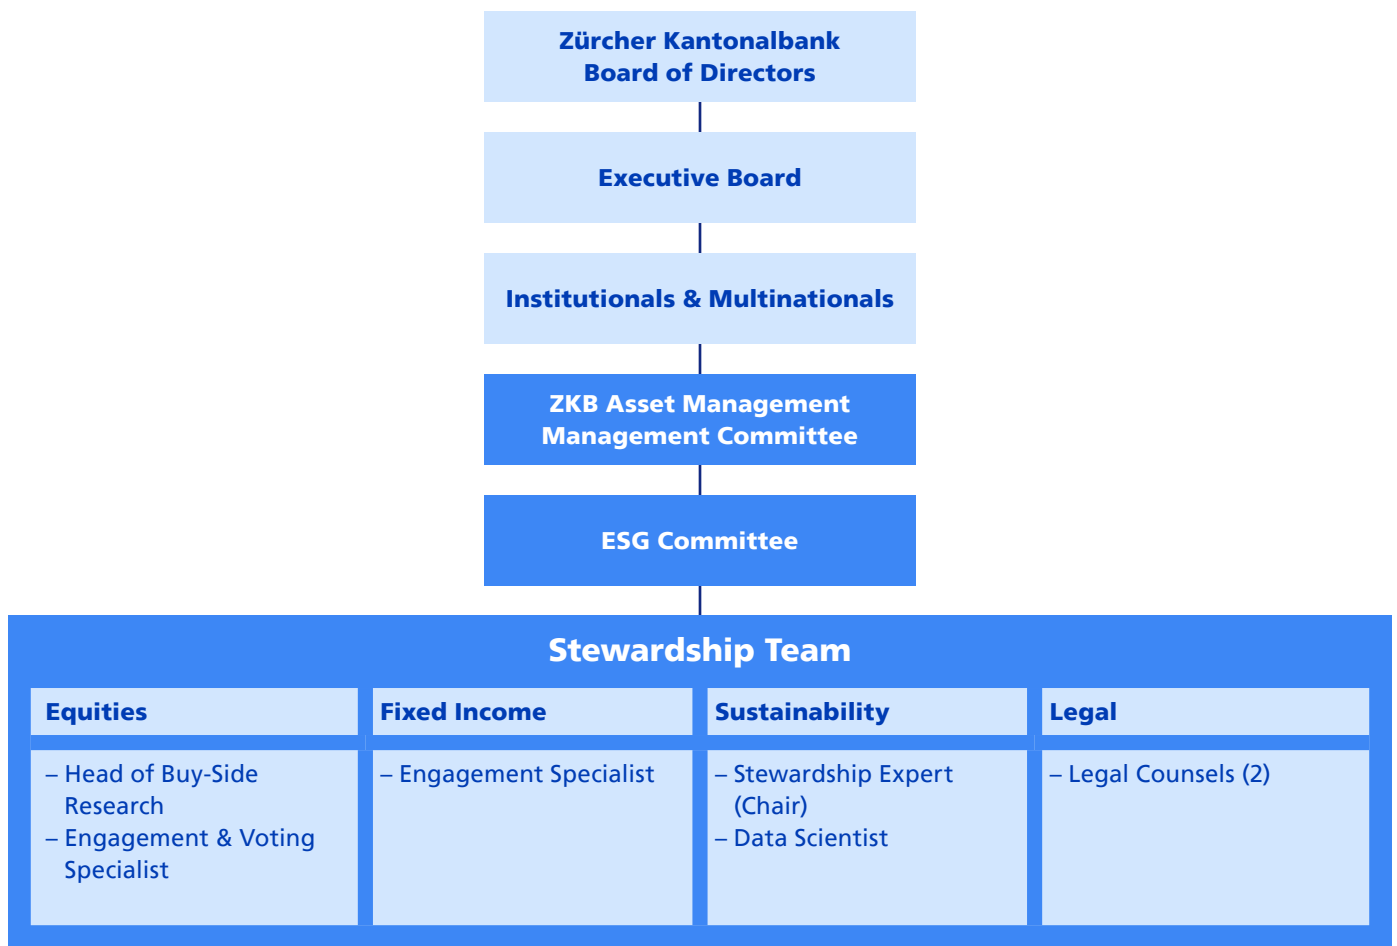 Zürcher Kantonalbank
Board of Directors
Executive Board
Institutionals & Multinationals
ZKB Asset Management
Management Committee
ESG Committee
Stewardship Team
Equities
– Head of Buy-Side
Research
– Engagement & Voting
Specialist
Fixed Income
– Engagement Specialist
Sustainability
– Stewardship Expert
(Chair)
– Data Scientist
Legal
– Legal Counsels (2)